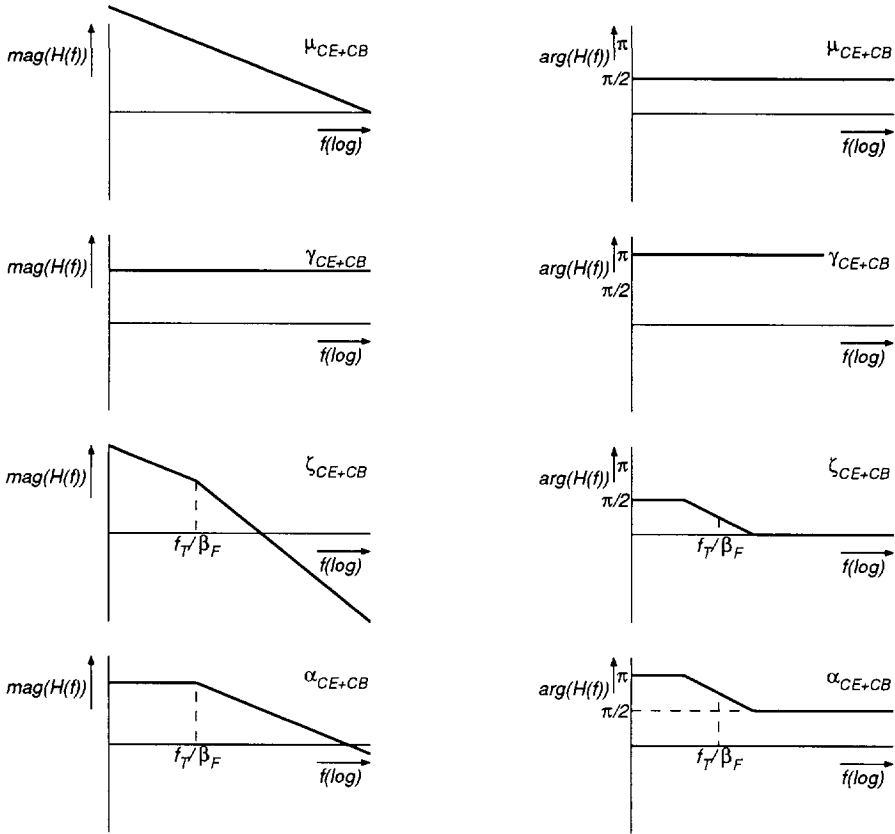 mag(H(f))
μCE+CB
f(log)
arg(H(f))
π
π/2
μCE+CB
f(log)
mag(H(f))
γCE+CB
f(log)
arg(H(f))
π
π/2
γCE+CB
f(log)
mag(H(f))
ζCE+CB
fT/βF
f(log)
arg(H(f))
π
π/2
ζCE+CB
fT/βF
f(log)
mag(H(f))
αCE+CB
fT/βF
f(log)
arg(H(f))
π
π/2
αCE+CB
fT/βF
f(log)